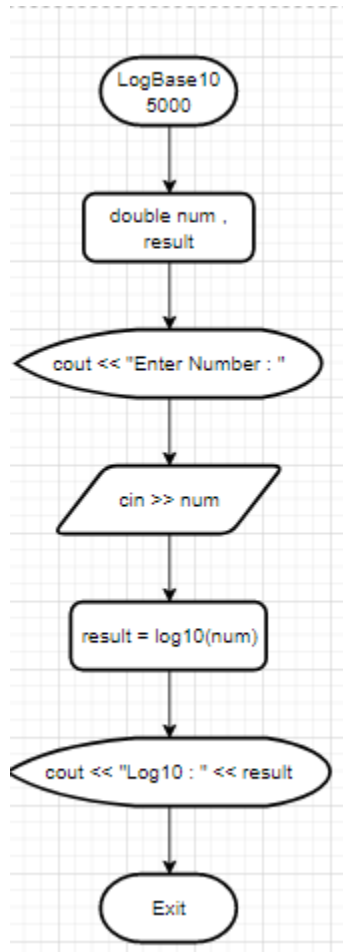 LogBase10
5000
double num ,
result
cout << "Enter Number : "
cin >> num
result = log10(num)
cout << "Log10 : " << result
Exit